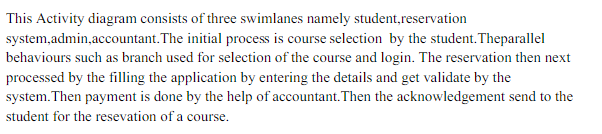 This Activity diagram consists of three swimlanes namely student,reservation
system,admin,accountant.The initial process is course selection  by the student.Theparallel
behaviours such as branch used for selection of the course and login. The reservation then next
processed by the filling the application by entering the details and get validate by the
system.Then payment is done by the help of accountant.Then the acknowledgement send to the
student for the resevation of a course.